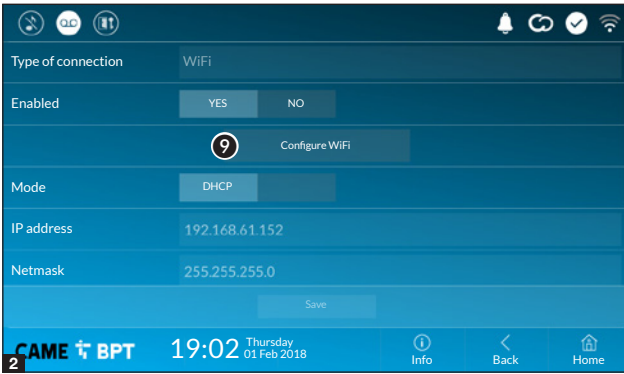 Type of connection WiFi
Enabled YES NO
9 Configure WiFi
Mode DHCP
IP address 192.168.61.152
Netmask 255.255.255.0
Save
CAME BPT 19:02 Thursday 01 Feb 2018 Info Back Home
2